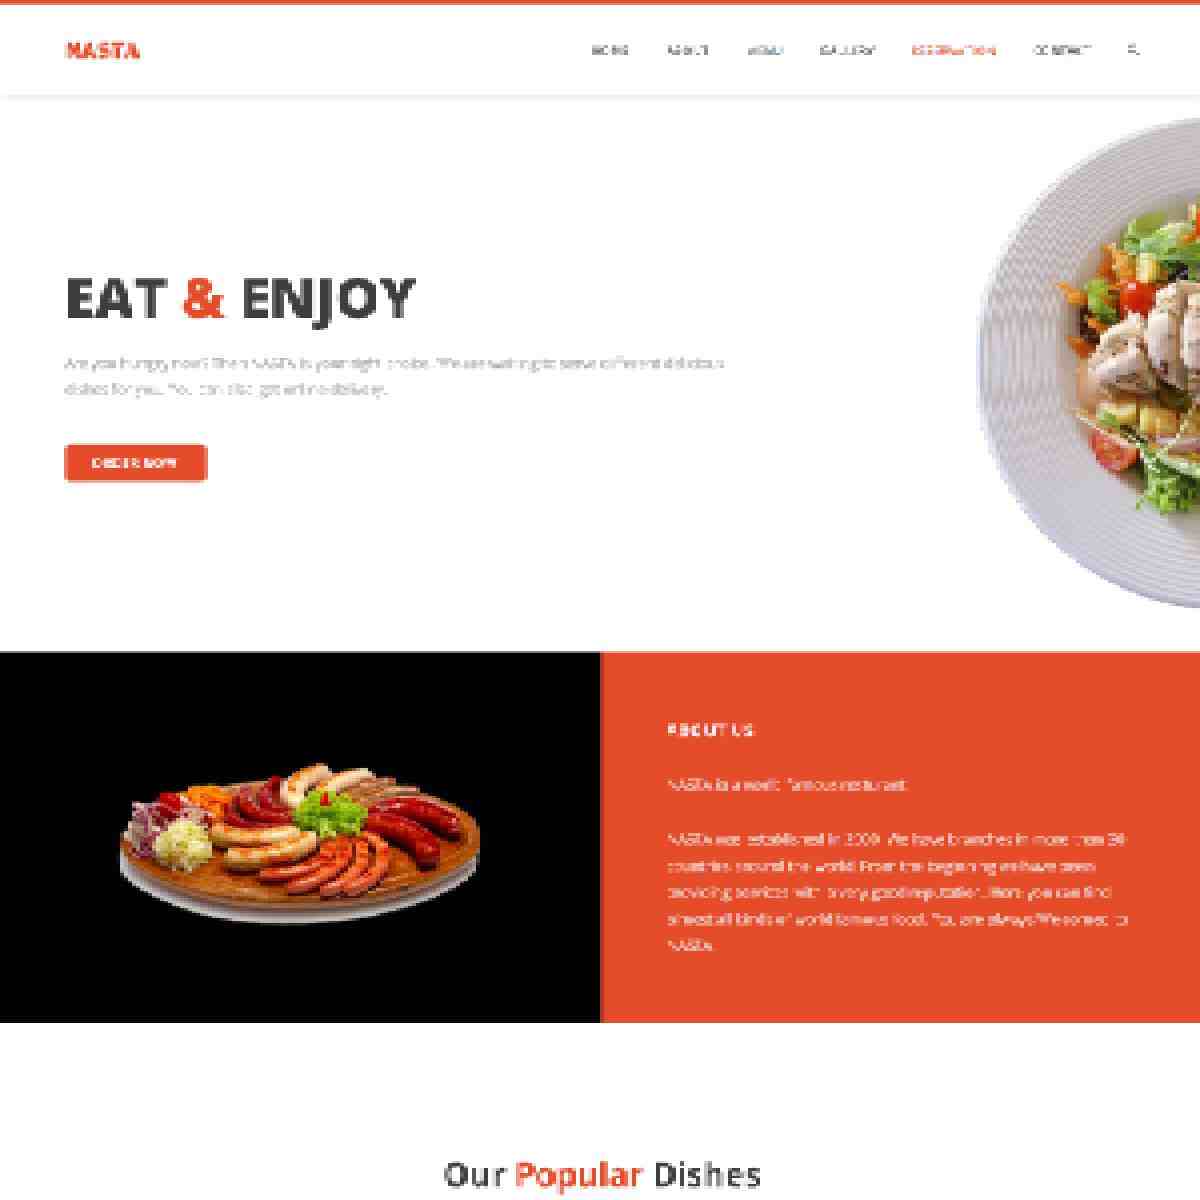 NASTA
HOME ABOUT MENU GALLERY RESERVATION CONTACT
EAT & ENJOY
Are you hungry now? Then NASTA is your right choice. We are waiting to serve different delicious
dishes for you. You can also get online delivery.
ORDER NOW
ABOUT US
NASTA is a world famous resturant.
NASTA was established in 2000. We have branches in more than 30
countries around the world. From the beginning we have been
providing services with a very good reputation. Here you can find
almost all kinds of world famous food. You are always Welcomed to
NASTA.
Our Popular Dishes